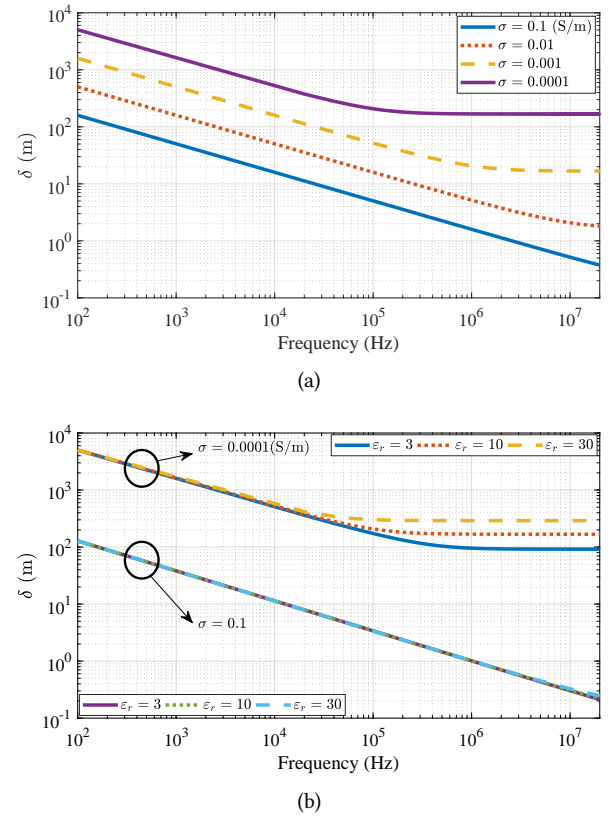 10^4
10^3
10^2
10^1
10^0
10^-1
δ (m)
σ = 0.1 (S/m)
σ = 0.01
σ = 0.001
σ = 0.0001
10^2 10^3 10^4 10^5 10^6 10^7
Frequency (Hz)
(a)
10^4
10^3
10^2
10^1
10^0
10^-1
δ (m)
σ = 0.0001(S/m)
ε_r = 3 ε_r = 10 ε_r = 30
σ = 0.1
ε_r = 3 ε_r = 10 ε_r = 30
10^2 10^3 10^4 10^5 10^6 10^7
Frequency (Hz)
(b)